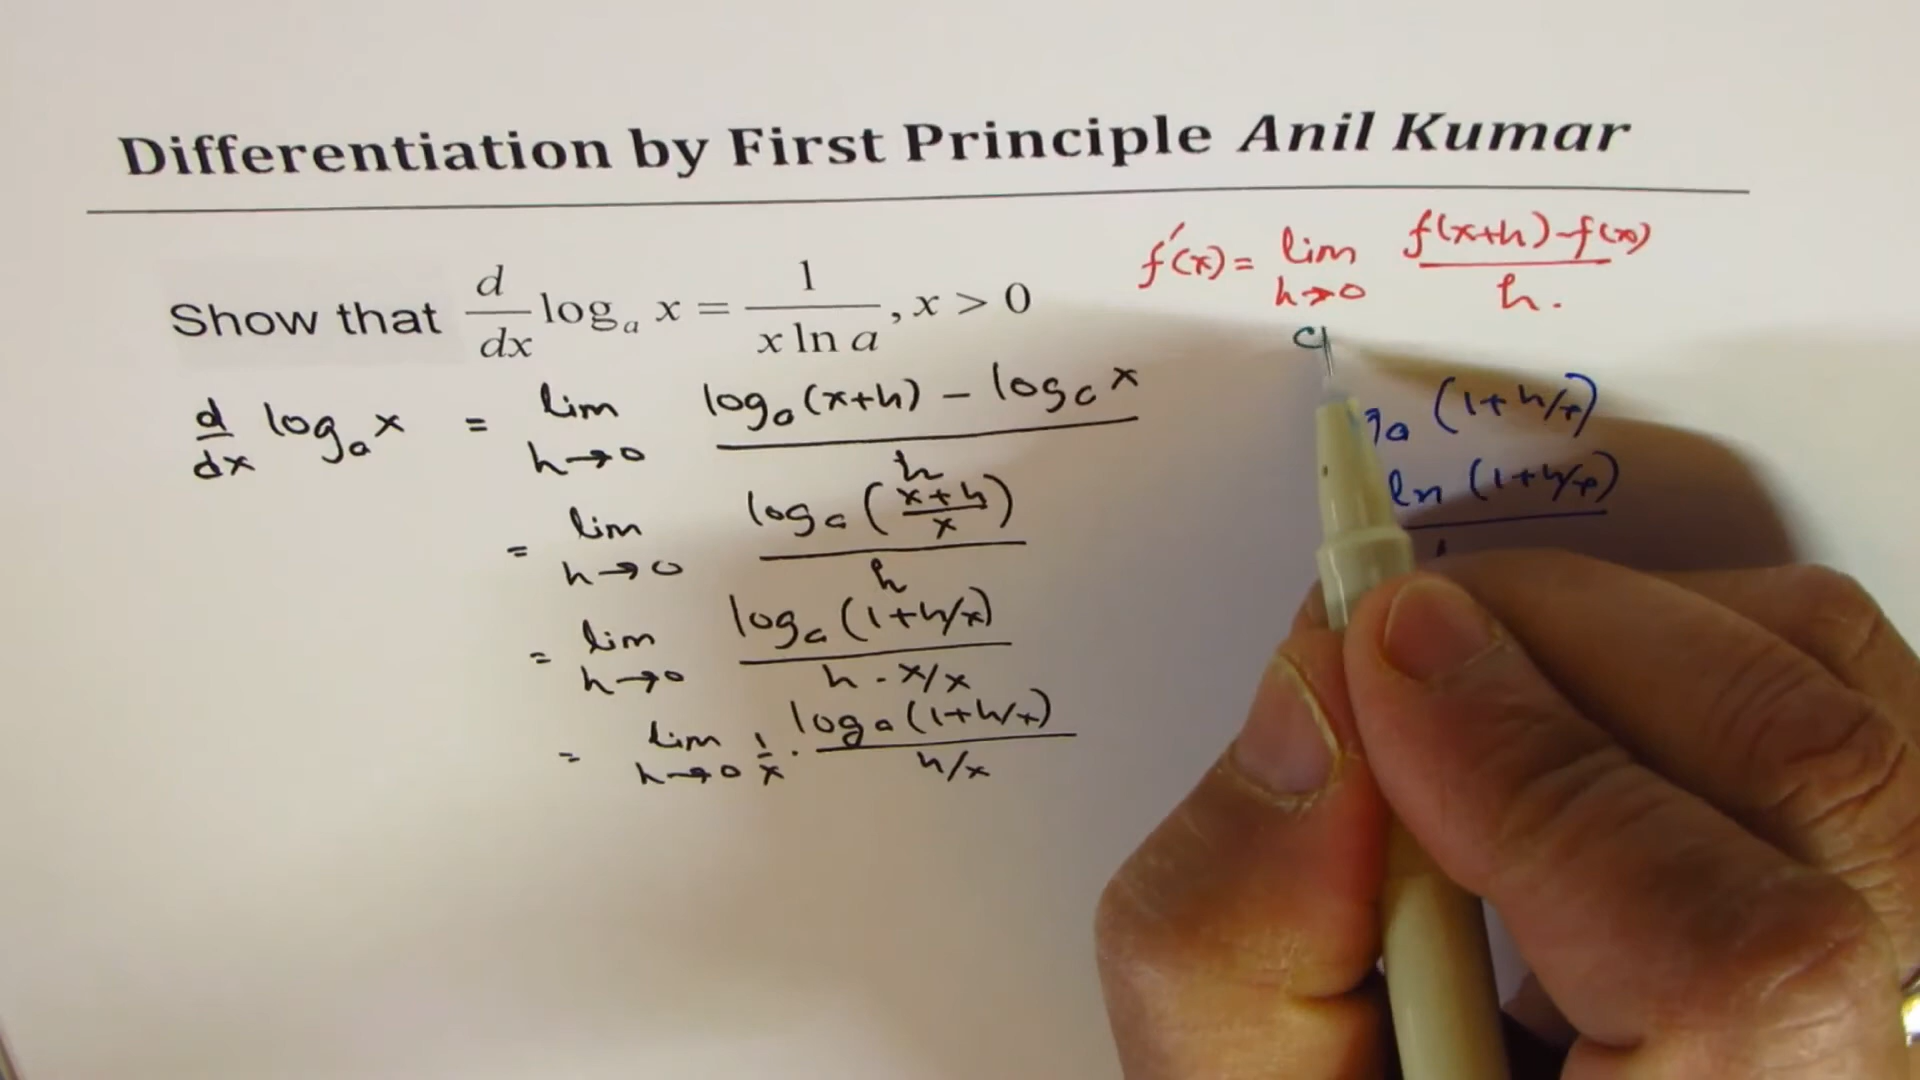 Differentiation by First Principle Anil Kumar
Show that d/dx log_a x = 1/(x ln a), x > 0
f'(x) = lim h→0 (f(x+h) - f(x))/h.
d/dx log_a x = lim h→0 (log_a (x+h) - log_a x)/h
= lim h→0 log_a ((x+h)/x)/h
= lim h→0 log_a (1+h/x)/(h · x/x)
= lim h→0 1/x · log_a (1+h/x)/(h/x)
(1+h/x)
ln (1+h/x)